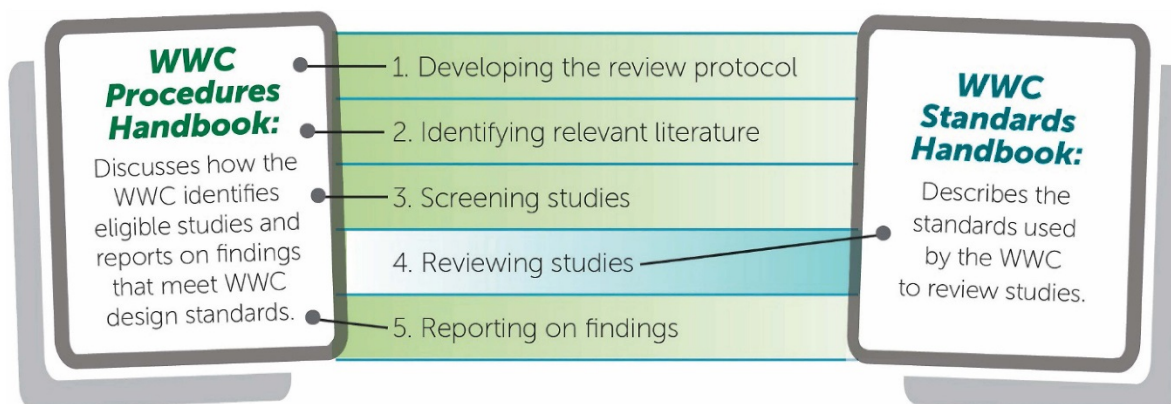 WWC
Procedures
Handbook:
Discusses how the
WWC identifies
eligible studies and
reports on findings
that meet WWC
design standards.
1. Developing the review protocol
2. Identifying relevant literature
3. Screening studies
4. Reviewing studies
5. Reporting on findings
WWC
Standards
Handbook:
Describes the
standards used
by the WWC
to review studies.